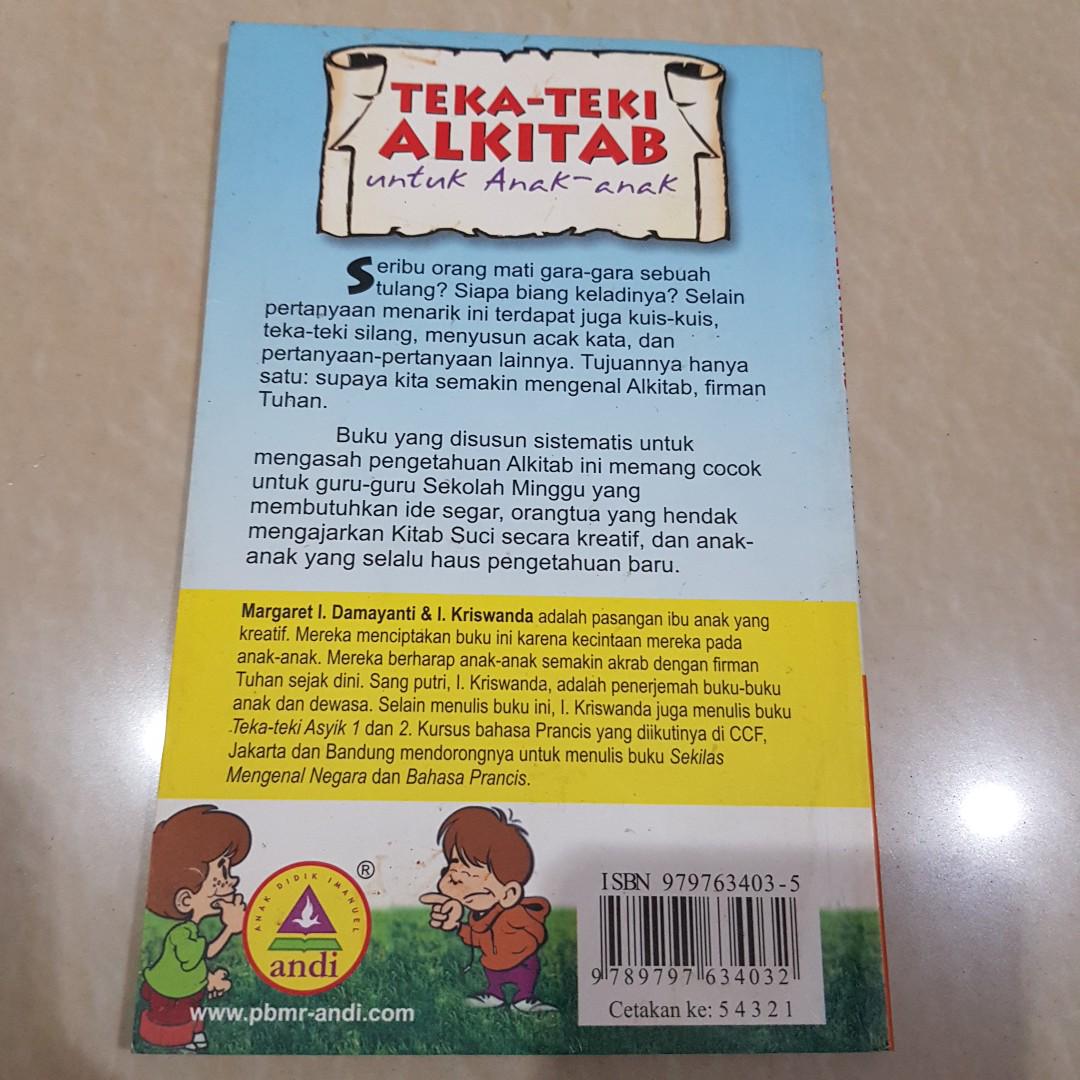 TEKA-TEKI
ALKITAB
untuk Anak-anak
Seribu orang mati gara-gara sebuah
tulang? Siapa biang keladinya? Selain
pertanyaan menarik ini terdapat juga kuis-kuis,
teka-teki silang, menyusun acak kata, dan
pertanyaan-pertanyaan lainnya. Tujuannya hanya
satu: supaya kita semakin mengenal Alkitab, firman
Tuhan.
Buku yang disusun sistematis untuk
mengasah pengetahuan Alkitab ini memang cocok
untuk guru-guru Sekolah Minggu yang
membutuhkan ide segar, orangtua yang hendak
mengajarkan Kitab Suci secara kreatif, dan anak-
anak yang selalu haus pengetahuan baru.
Margaret I. Damayanti & I. Kriswanda adalah pasangan ibu anak yang
kreatif. Mereka menciptakan buku ini karena kecintaan mereka pada
anak-anak. Mereka berharap anak-anak semakin akrab dengan firman
Tuhan sejak dini. Sang putri, I. Kriswanda, adalah penerjemah buku-buku
anak dan dewasa. Selain menulis buku ini, I. Kriswanda juga menulis buku
Teka-teki Asyik 1 dan 2. Kursus bahasa Prancis yang diikutinya di CCF,
Jakarta dan Bandung mendorongnya untuk menulis buku Sekilas
Mengenal Negara dan Bahasa Prancis.
ANAK DIDIK IMANUEL
®
andi
www.pbmr-andi.com
ISBN 979763403-5
9 789797 634032
Cetakan ke: 5 4 3 2 1